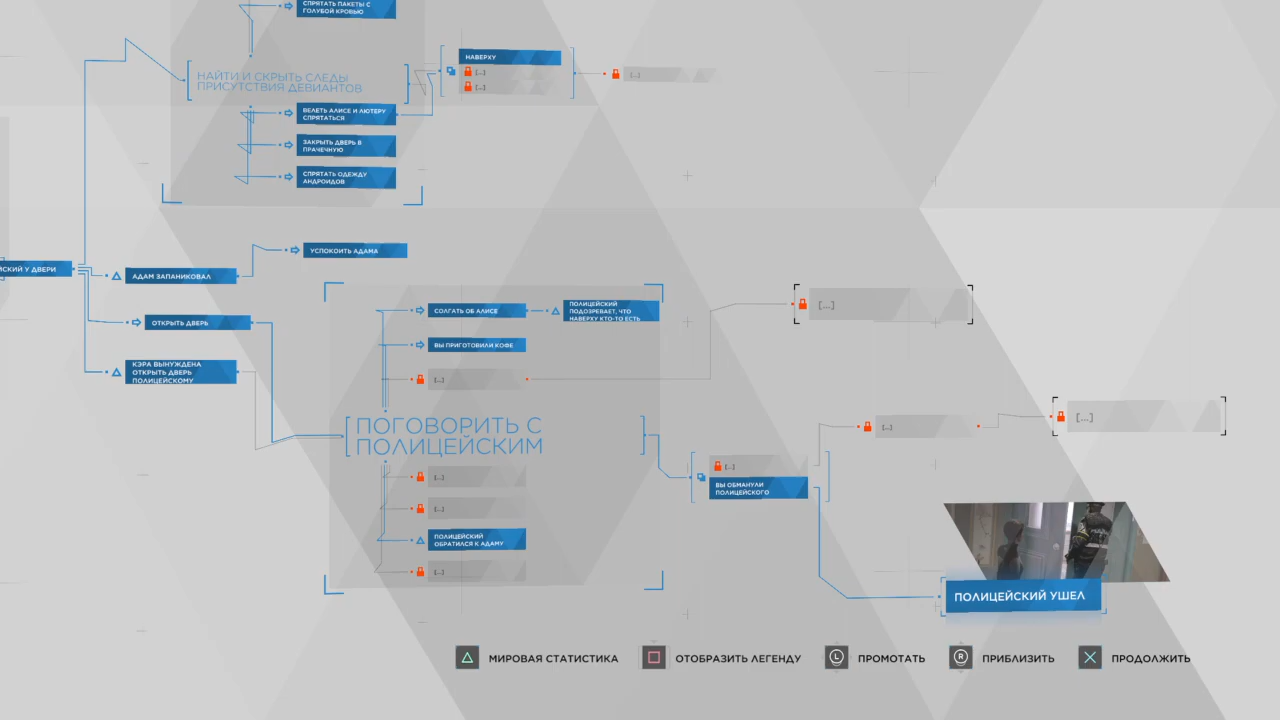 СПРЯТАТЬ ПАКЕТЫ С
ГОЛУБОЙ КРОВЬЮ
НАЙТИ И СКРЫТЬ СЛЕДЫ
ПРИСУТСТВИЯ ДЕВИАНТОВ
НАВЕРХУ
[...]
[...]
[...]
ВЕЛЕТЬ АЛИСЕ И ЛЮТЕРУ
СПРЯТАТЬСЯ
ЗАКРЫТЬ ДВЕРЬ В
ПРАЧЕЧНУЮ
СПРЯТАТЬ ОДЕЖДУ
АНДРОИДОВ
ЙСКИЙ У ДВЕРИ
АДАМ ЗАПАНИКОВАЛ
УСПОКОИТЬ АДАМА
ОТКРЫТЬ ДВЕРЬ
КЭРА ВЫНУЖДЕНА
ОТКРЫТЬ ДВЕРЬ
ПОЛИЦЕЙСКОМУ
СОЛГАТЬ ОБ АЛИСЕ
ПОЛИЦЕЙСКИЙ
ПОДОЗРЕВАЕТ, ЧТО
НАВЕРХУ КТО-ТО ЕСТЬ
[...]
ВЫ ПРИГОТОВИЛИ КОФЕ
[...]
ПОГОВОРИТЬ С
ПОЛИЦЕЙСКИМ
[...]
[...]
ПОЛИЦЕЙСКИЙ
ОБРАТИЛСЯ К АДАМУ
[...]
[...]
ВЫ ОБМАНУЛИ
ПОЛИЦЕЙСКОГО
[...]
[...]
ПОЛИЦЕЙСКИЙ УШЕЛ
МИРОВАЯ СТАТИСТИКА
ОТОБРАЗИТЬ ЛЕГЕНДУ
L
ПРОМОТАТЬ
R
ПРИБЛИЗИТЬ
ПРОДОЛЖИТЬ